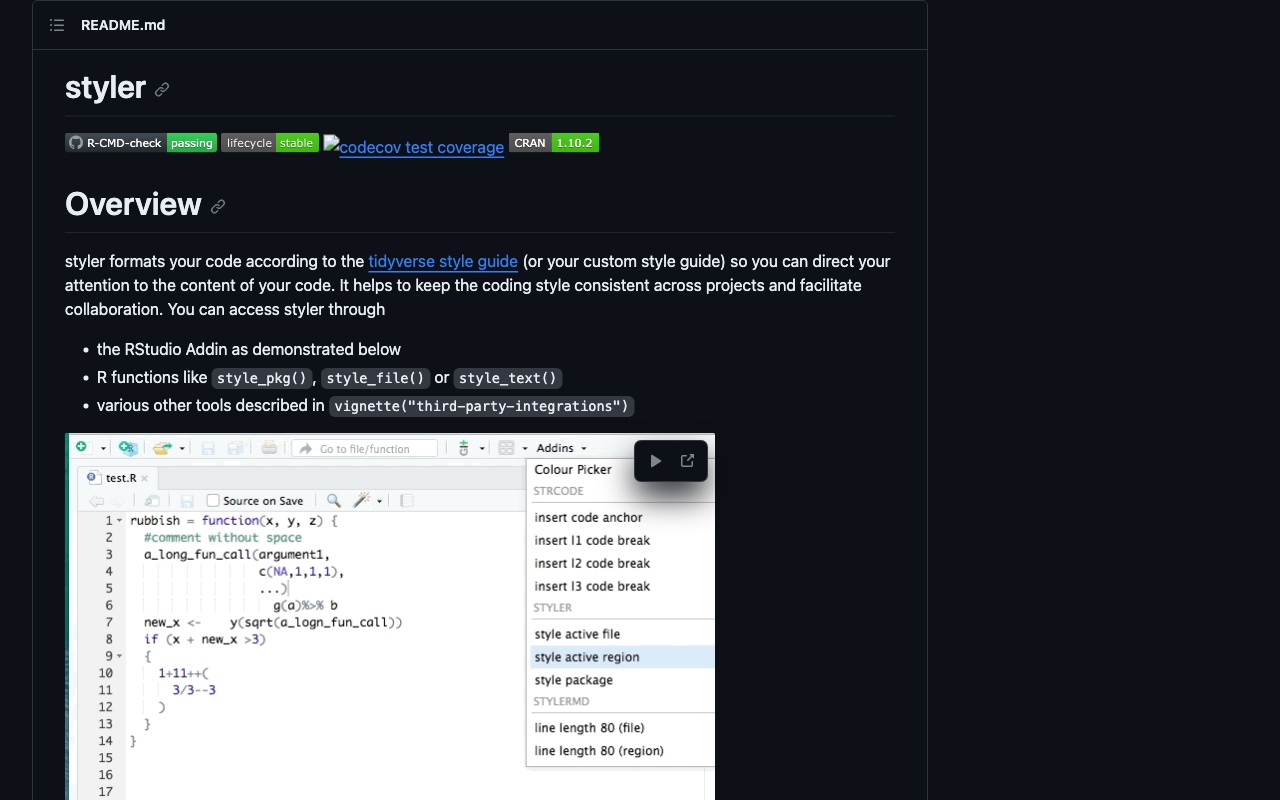 README.md
styler
R-CMD-check passing lifecycle stable codecov test coverage CRAN 1.10.2
Overview
styler formats your code according to the tidyverse style guide (or your custom style guide) so you can direct your
attention to the content of your code. It helps to keep the coding style consistent across projects and facilitate
collaboration. You can access styler through
• the RStudio Addin as demonstrated below
• R functions like style_pkg(), style_file() or style_text()
• various other tools described in vignette("third-party-integrations")
Go to file/function Addins
test.R
Source on Save
Colour Picker
STRCODE
insert code anchor
insert l1 code break
insert l2 code break
insert l3 code break
STYLER
style active file
style active region
style package
STYLERMD
line length 80 (file)
line length 80 (region)
1 rubbish = function(x, y, z) {
2 #comment without space
3 a_long_fun_call(argument1,
4 c(NA,1,1,1),
5 ...)
6 g(a)%>% b
7 new_x <- y(sqrt(a_logn_fun_call))
8 if (x + new_x >3)
9 {
10 1+11++(
11 3/3--3
12 )
13 }
14 }
15
16
17